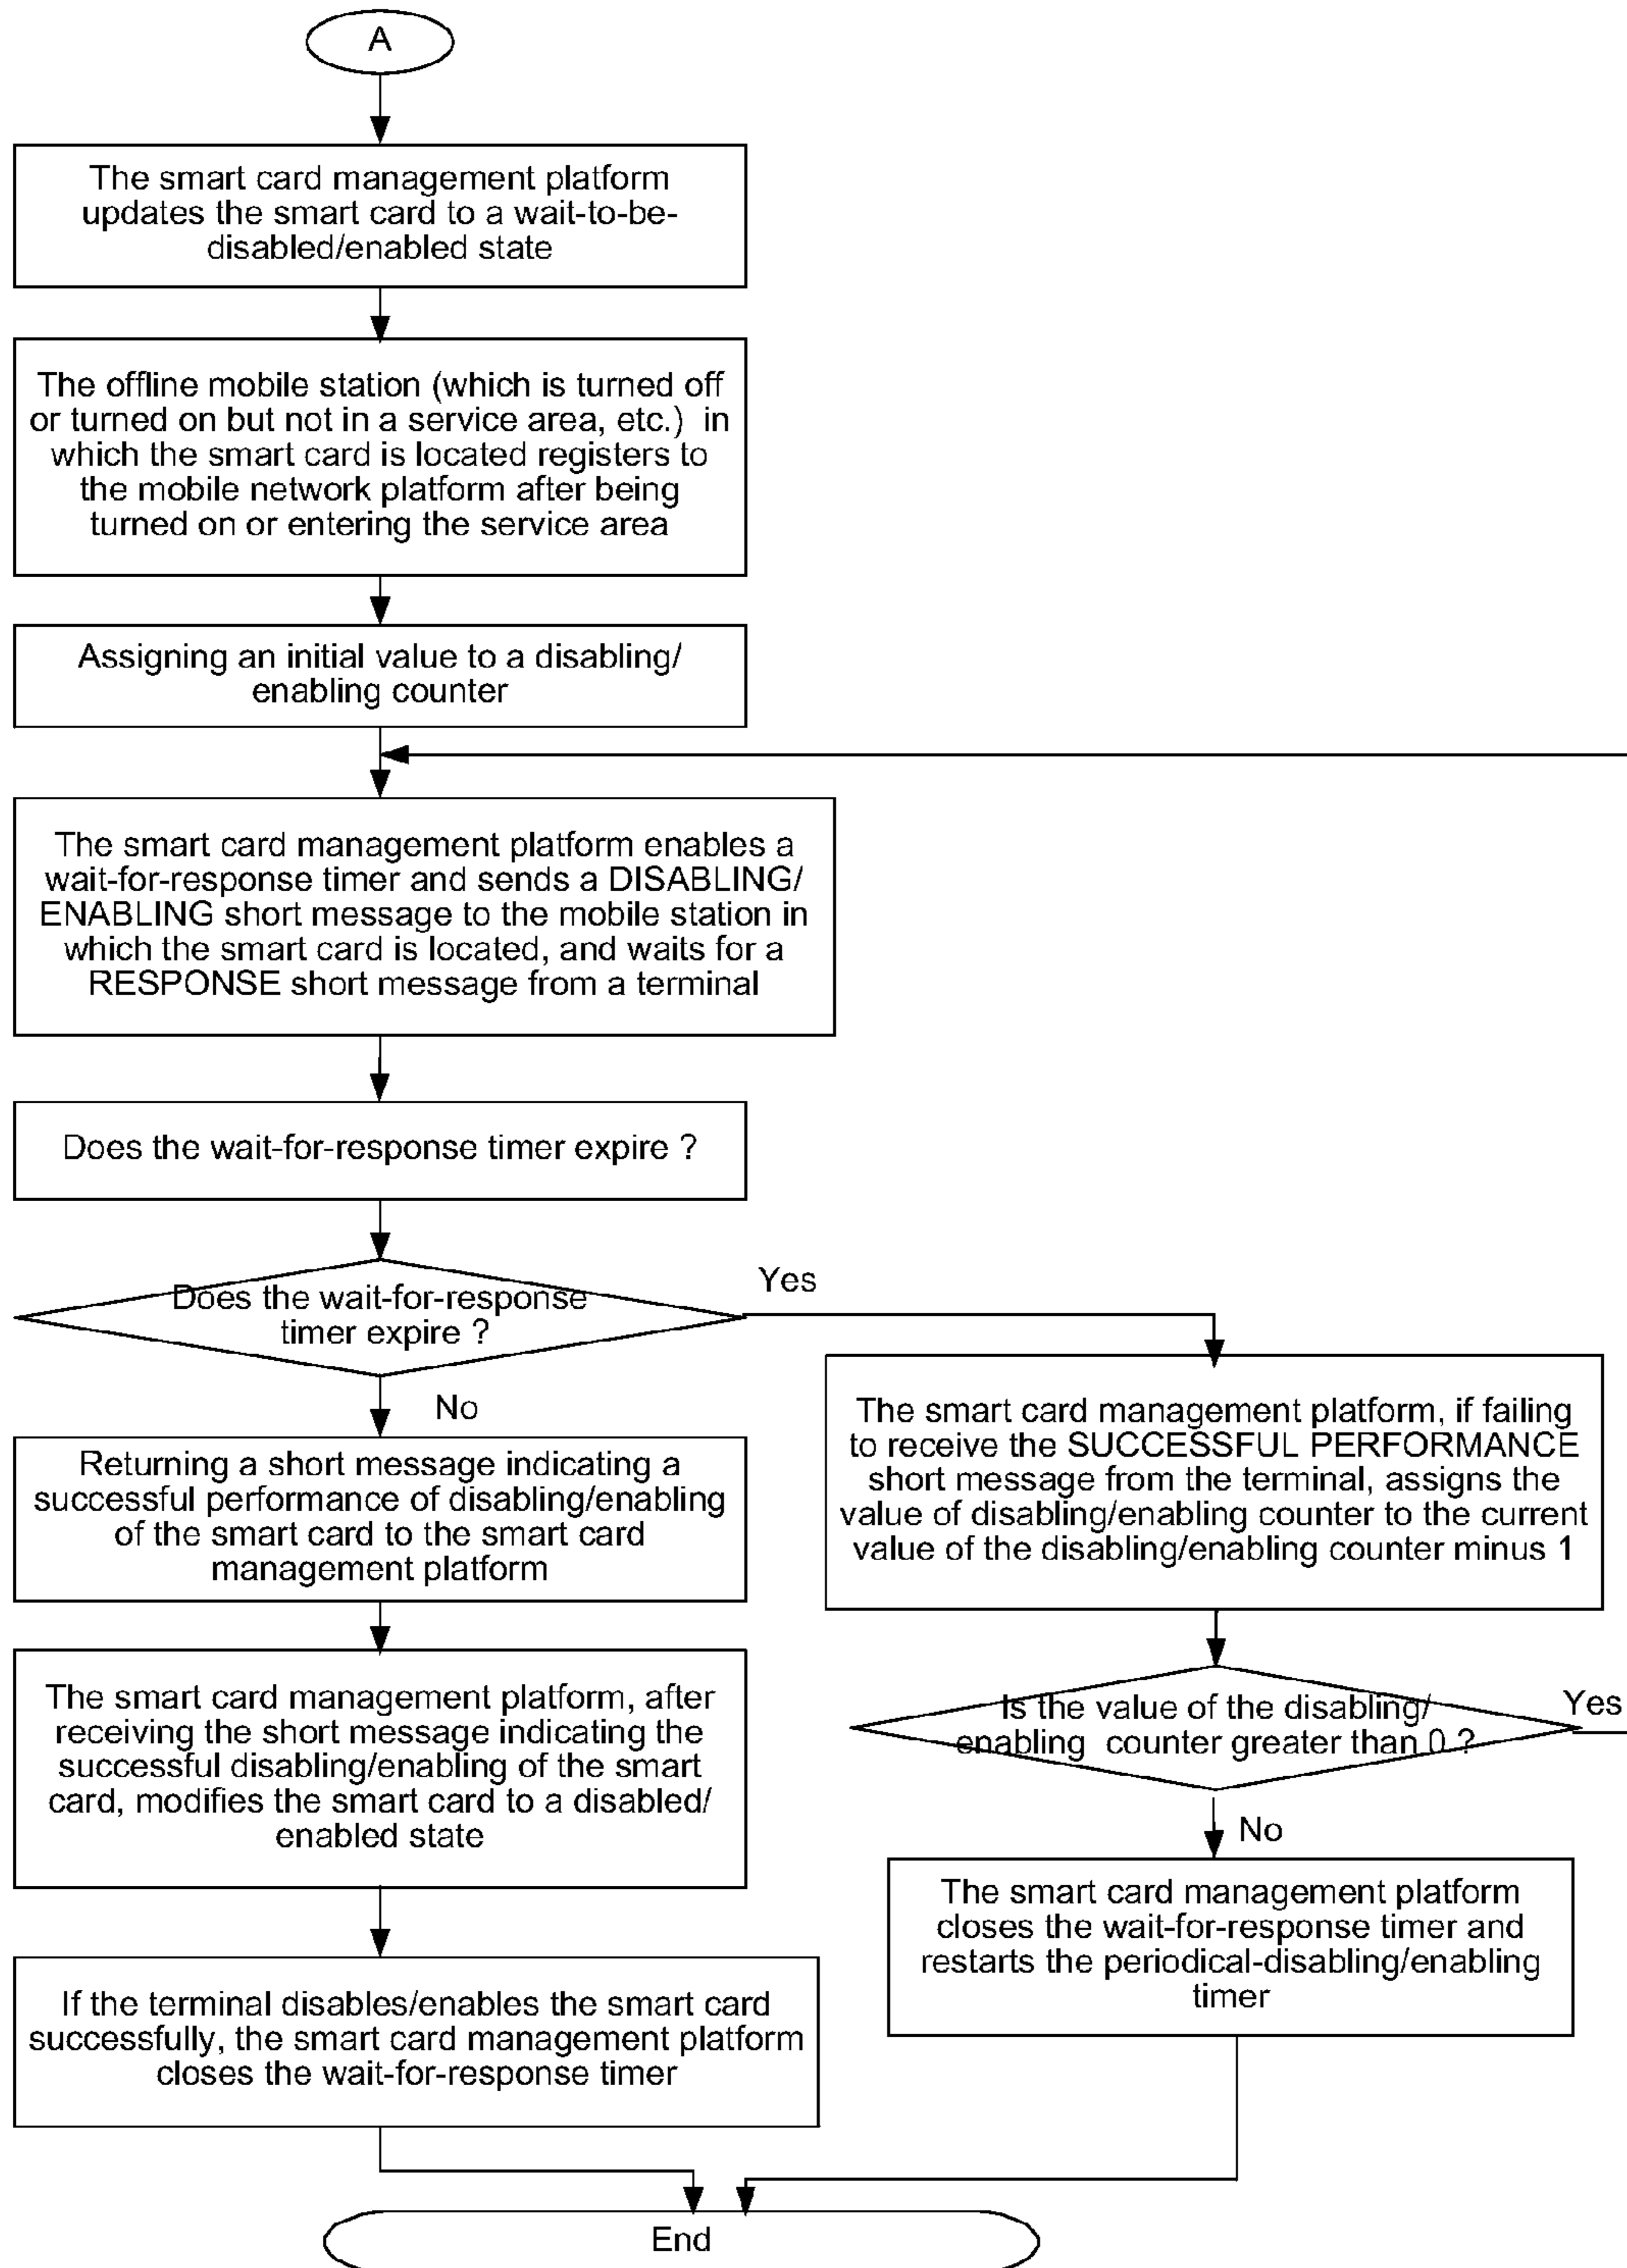 A
The smart card management platform
updates the smart card to a wait-to-be-
disabled/enabled state
The offline mobile station (which is turned off
or turned on but not in a service area, etc.) in
which the smart card is located registers to
the mobile network platform after being
turned on or entering the service area
Assigning an initial value to a disabling/
enabling counter
The smart card management platform enables a
wait-for-response timer and sends a DISABLING/
ENABLING short message to the mobile station in
which the smart card is located, and waits for a
RESPONSE short message from a terminal
Does the wait-for-response timer expire ?
Does the wait-for-response
timer expire ?
Yes
No
Returning a short message indicating a
successful performance of disabling/enabling
of the smart card to the smart card
management platform
The smart card management platform, after
receiving the short message indicating the
successful disabling/enabling of the smart
card, modifies the smart card to a disabled/
enabled state
If the terminal disables/enables the smart card
successfully, the smart card management platform
closes the wait-for-response timer
The smart card management platform, if failing
to receive the SUCCESSFUL PERFORMANCE
short message from the terminal, assigns the
value of disabling/enabling counter to the current
value of the disabling/enabling counter minus 1
Is the value of the disabling/
enabling counter greater than 0 ?
Yes
No
The smart card management platform
closes the wait-for-response timer and
restarts the periodical-disabling/enabling
timer
End